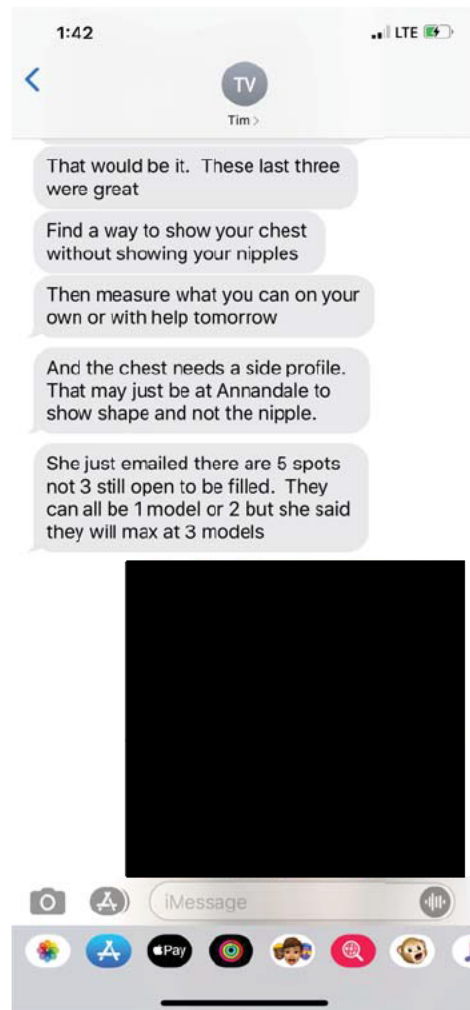 1:42
LTE
TV
Tim >
That would be it.  These last three
were great
Find a way to show your chest
without showing your nipples
Then measure what you can on your
own or with help tomorrow
And the chest needs a side profile.
That may just be at Annandale to
show shape and not the nipple.
She just emailed there are 5 spots
not 3 still open to be filled.  They
can all be 1 model or 2 but she said
they will max at 3 models
iMessage
Pay